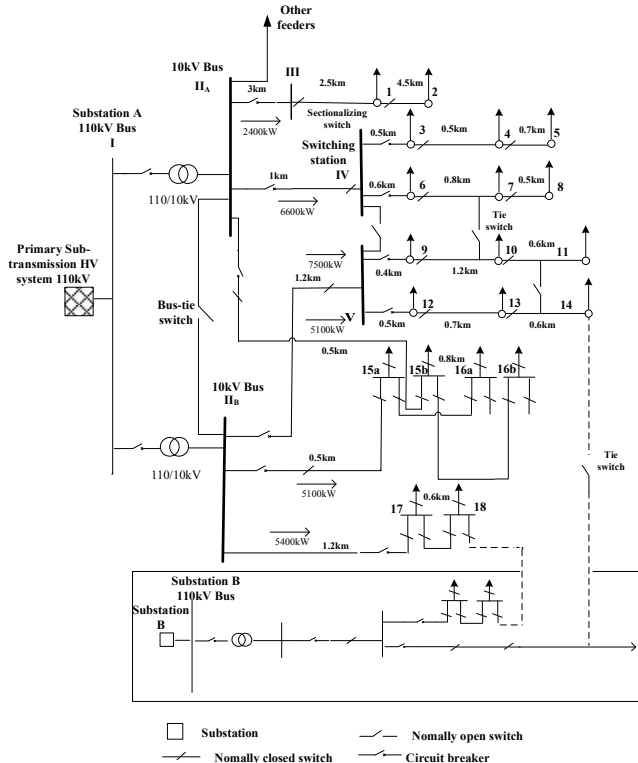 Other
feeders
10kV Bus
IIA
III
3km
2.5km
4.5km
1
2
2400kW
Substation A
110kV Bus
I
Sectionalizing
switch
0.5km
3
0.5km
4
0.7km
5
Switching
station
IV
0.6km
6
0.8km
7
0.5km
8
1km
6600kW
110/10kV
Tie
switch
7500kW
9
10
0.6km
11
0.4km
1.2km
1.2km
Primary Sub-
transmission HV
system 110kV
Bus-tie
switch
V
5100kW
12
13
14
0.5km
0.7km
0.6km
0.5km
0.8km
15a
15b
16a
16b
10kV Bus
IIB
Tie
switch
0.5km
5100kW
110/10kV
0.6km
17
18
5400kW
1.2km
Substation B
110kV Bus
Substation
B
Substation
Nomally open switch
Nomally closed switch
Circuit breaker